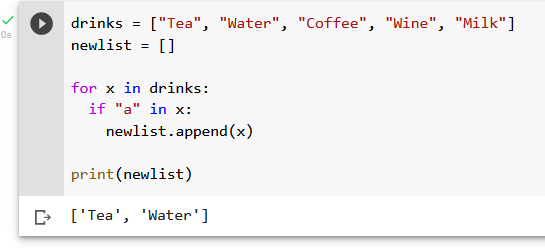 drinks = ["Tea", "Water", "Coffee", "Wine", "Milk"]
newlist = []
for x in drinks:
  if "a" in x:
    newlist.append(x)
print(newlist)
0s
['Tea', 'Water']